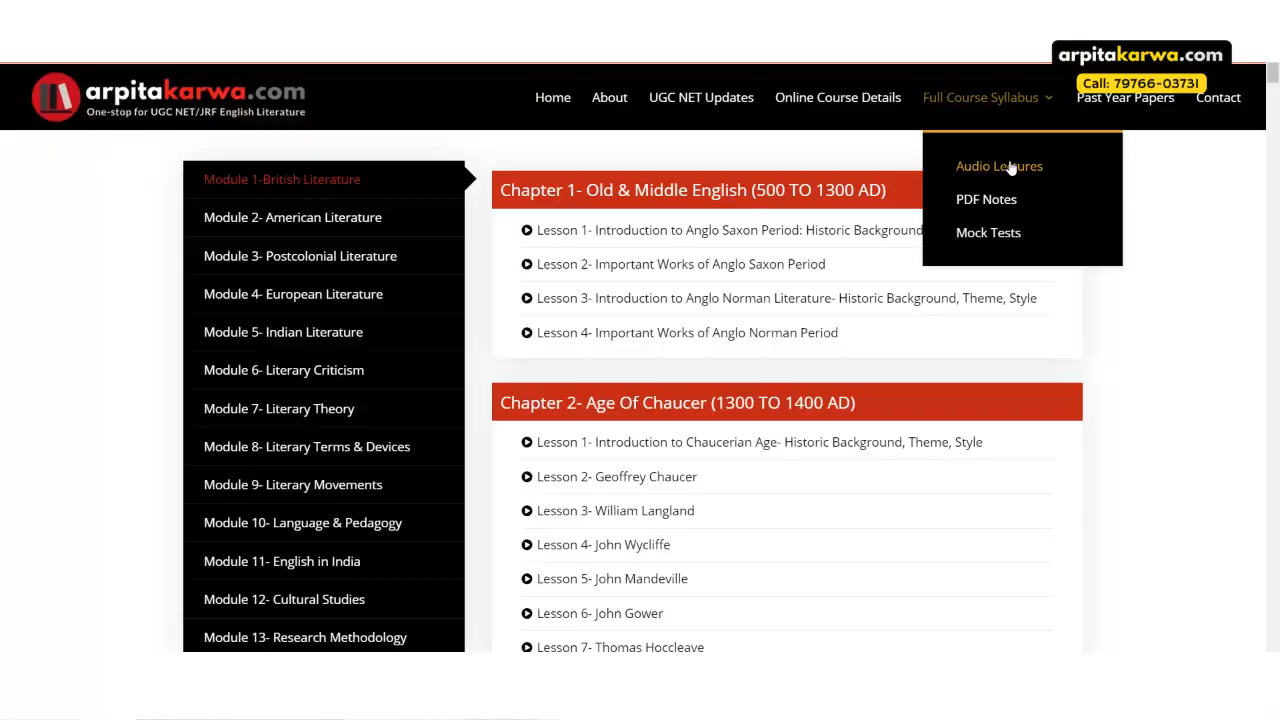 arpitakarwa.com
Call: 79766-03731
arpitakarwa.com
One-stop for UGC NET/JRF English Literature
Home
About
UGC NET Updates
Online Course Details
Full Course Syllabus
Past Year Papers
Contact
Audio Lectures
PDF Notes
Mock Tests
Module 1-British Literature
Module 2- American Literature
Module 3- Postcolonial Literature
Module 4- European Literature
Module 5- Indian Literature
Module 6- Literary Criticism
Module 7- Literary Theory
Module 8- Literary Terms & Devices
Module 9- Literary Movements
Module 10- Language & Pedagogy
Module 11- English in India
Module 12- Cultural Studies
Module 13- Research Methodology
Chapter 1- Old & Middle English (500 TO 1300 AD)
Lesson 1- Introduction to Anglo Saxon Period: Historic Background
Lesson 2- Important Works of Anglo Saxon Period
Lesson 3- Introduction to Anglo Norman Literature- Historic Background, Theme, Style
Lesson 4- Important Works of Anglo Norman Period
Chapter 2- Age Of Chaucer (1300 TO 1400 AD)
Lesson 1- Introduction to Chaucerian Age- Historic Background, Theme, Style
Lesson 2- Geoffrey Chaucer
Lesson 3- William Langland
Lesson 4- John Wycliffe
Lesson 5- John Mandeville
Lesson 6- John Gower
Lesson 7- Thomas Hoccleave